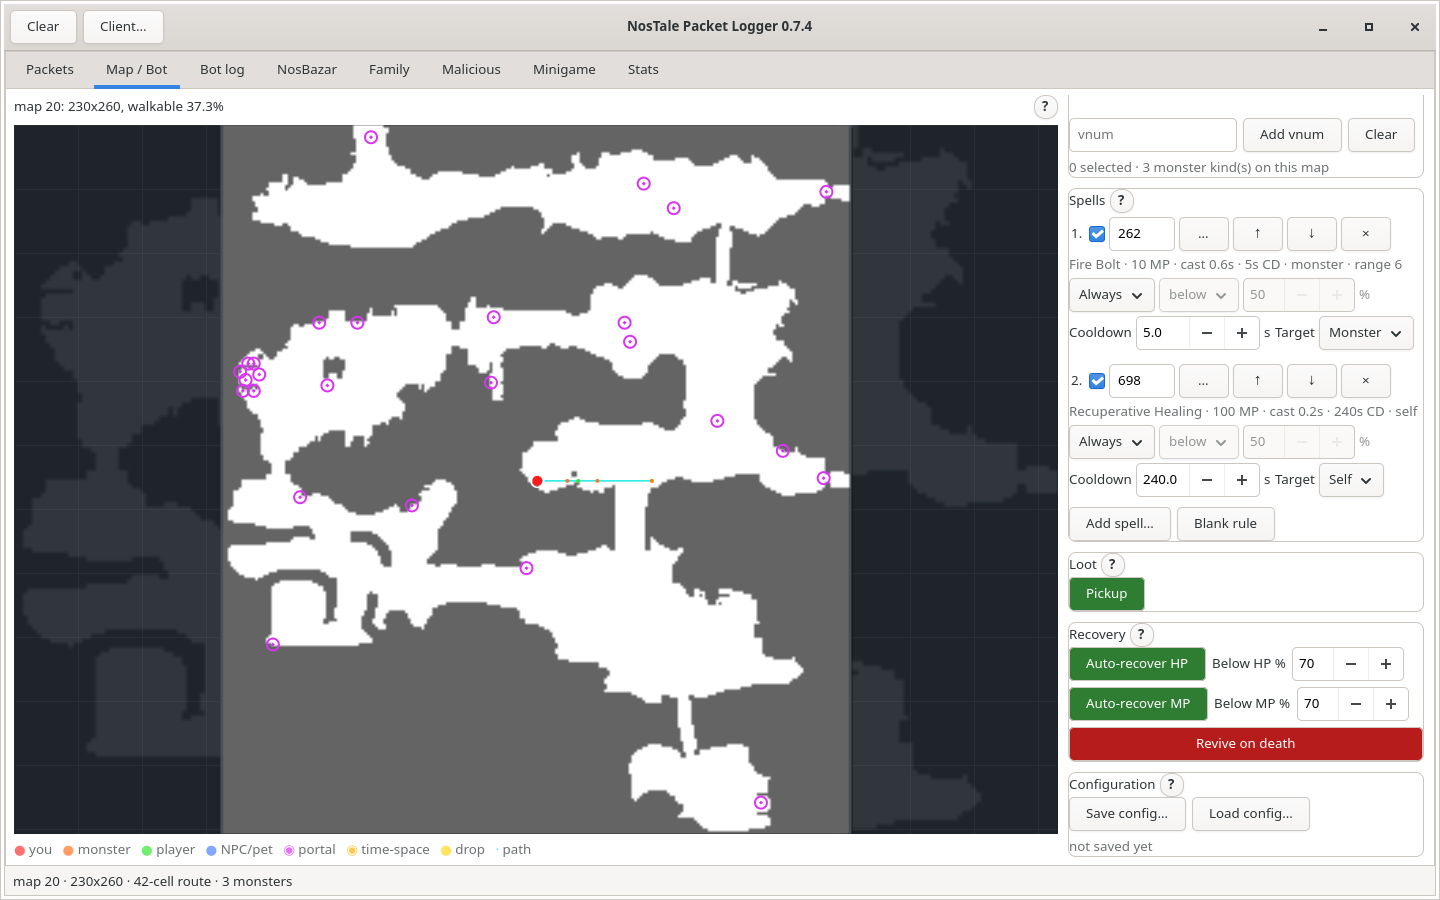 Clear
Client...
NosTale Packet Logger 0.7.4
Packets
Map / Bot
Bot log
NosBazar
Family
Malicious
Minigame
Stats
map 20: 230x260, walkable 37.3%
?
vnum
Add vnum
Clear
0 selected · 3 monster kind(s) on this map
Spells ?
1. 262 ... ↑ ↓ ×
Fire Bolt · 10 MP · cast 0.6s · 5s CD · monster · range 6
Always below 50 − + %
Cooldown 5.0 − + s Target Monster
2. 698 ... ↑ ↓ ×
Recuperative Healing · 100 MP · cast 0.2s · 240s CD · self
Always below 50 − + %
Cooldown 240.0 − + s Target Self
Add spell...
Blank rule
Loot ?
Pickup
Recovery ?
Auto-recover HP Below HP % 70 − +
Auto-recover MP Below MP % 70 − +
Revive on death
Configuration ?
Save config...
Load config...
not saved yet
you monster player NPC/pet portal time-space drop path
map 20 · 230x260 · 42-cell route · 3 monsters